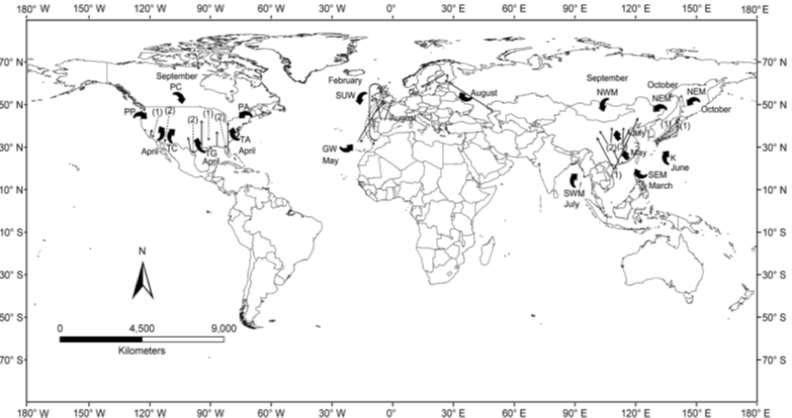 180° W 150° W 120° W 90° W 60° W 30° W 0° 30° E 60° E 90° E 120° E 150° E 180° E
70° N 70° N
50° N 50° N
30° N 30° N
10° N 10° N
10° S 10° S
30° S 30° S
50° S 50° S
70° S 70° S
September
PC
PP
(1) (2)
(2)
(1)
(2)
PA
April
TC
TG
April
TA
April
February
SUW
August
August
GW
May
September
NWM
October
NEM
NEM
October
(1)
(1)
July
(2)
May
(1)
K
June
SEM
March
SWM
July
N
0 4,500 9,000
Kilometers
180° W 150° W 120° W 90° W 60° W 30° W 0° 30° E 60° E 90° E 120° E 150° E 180° E